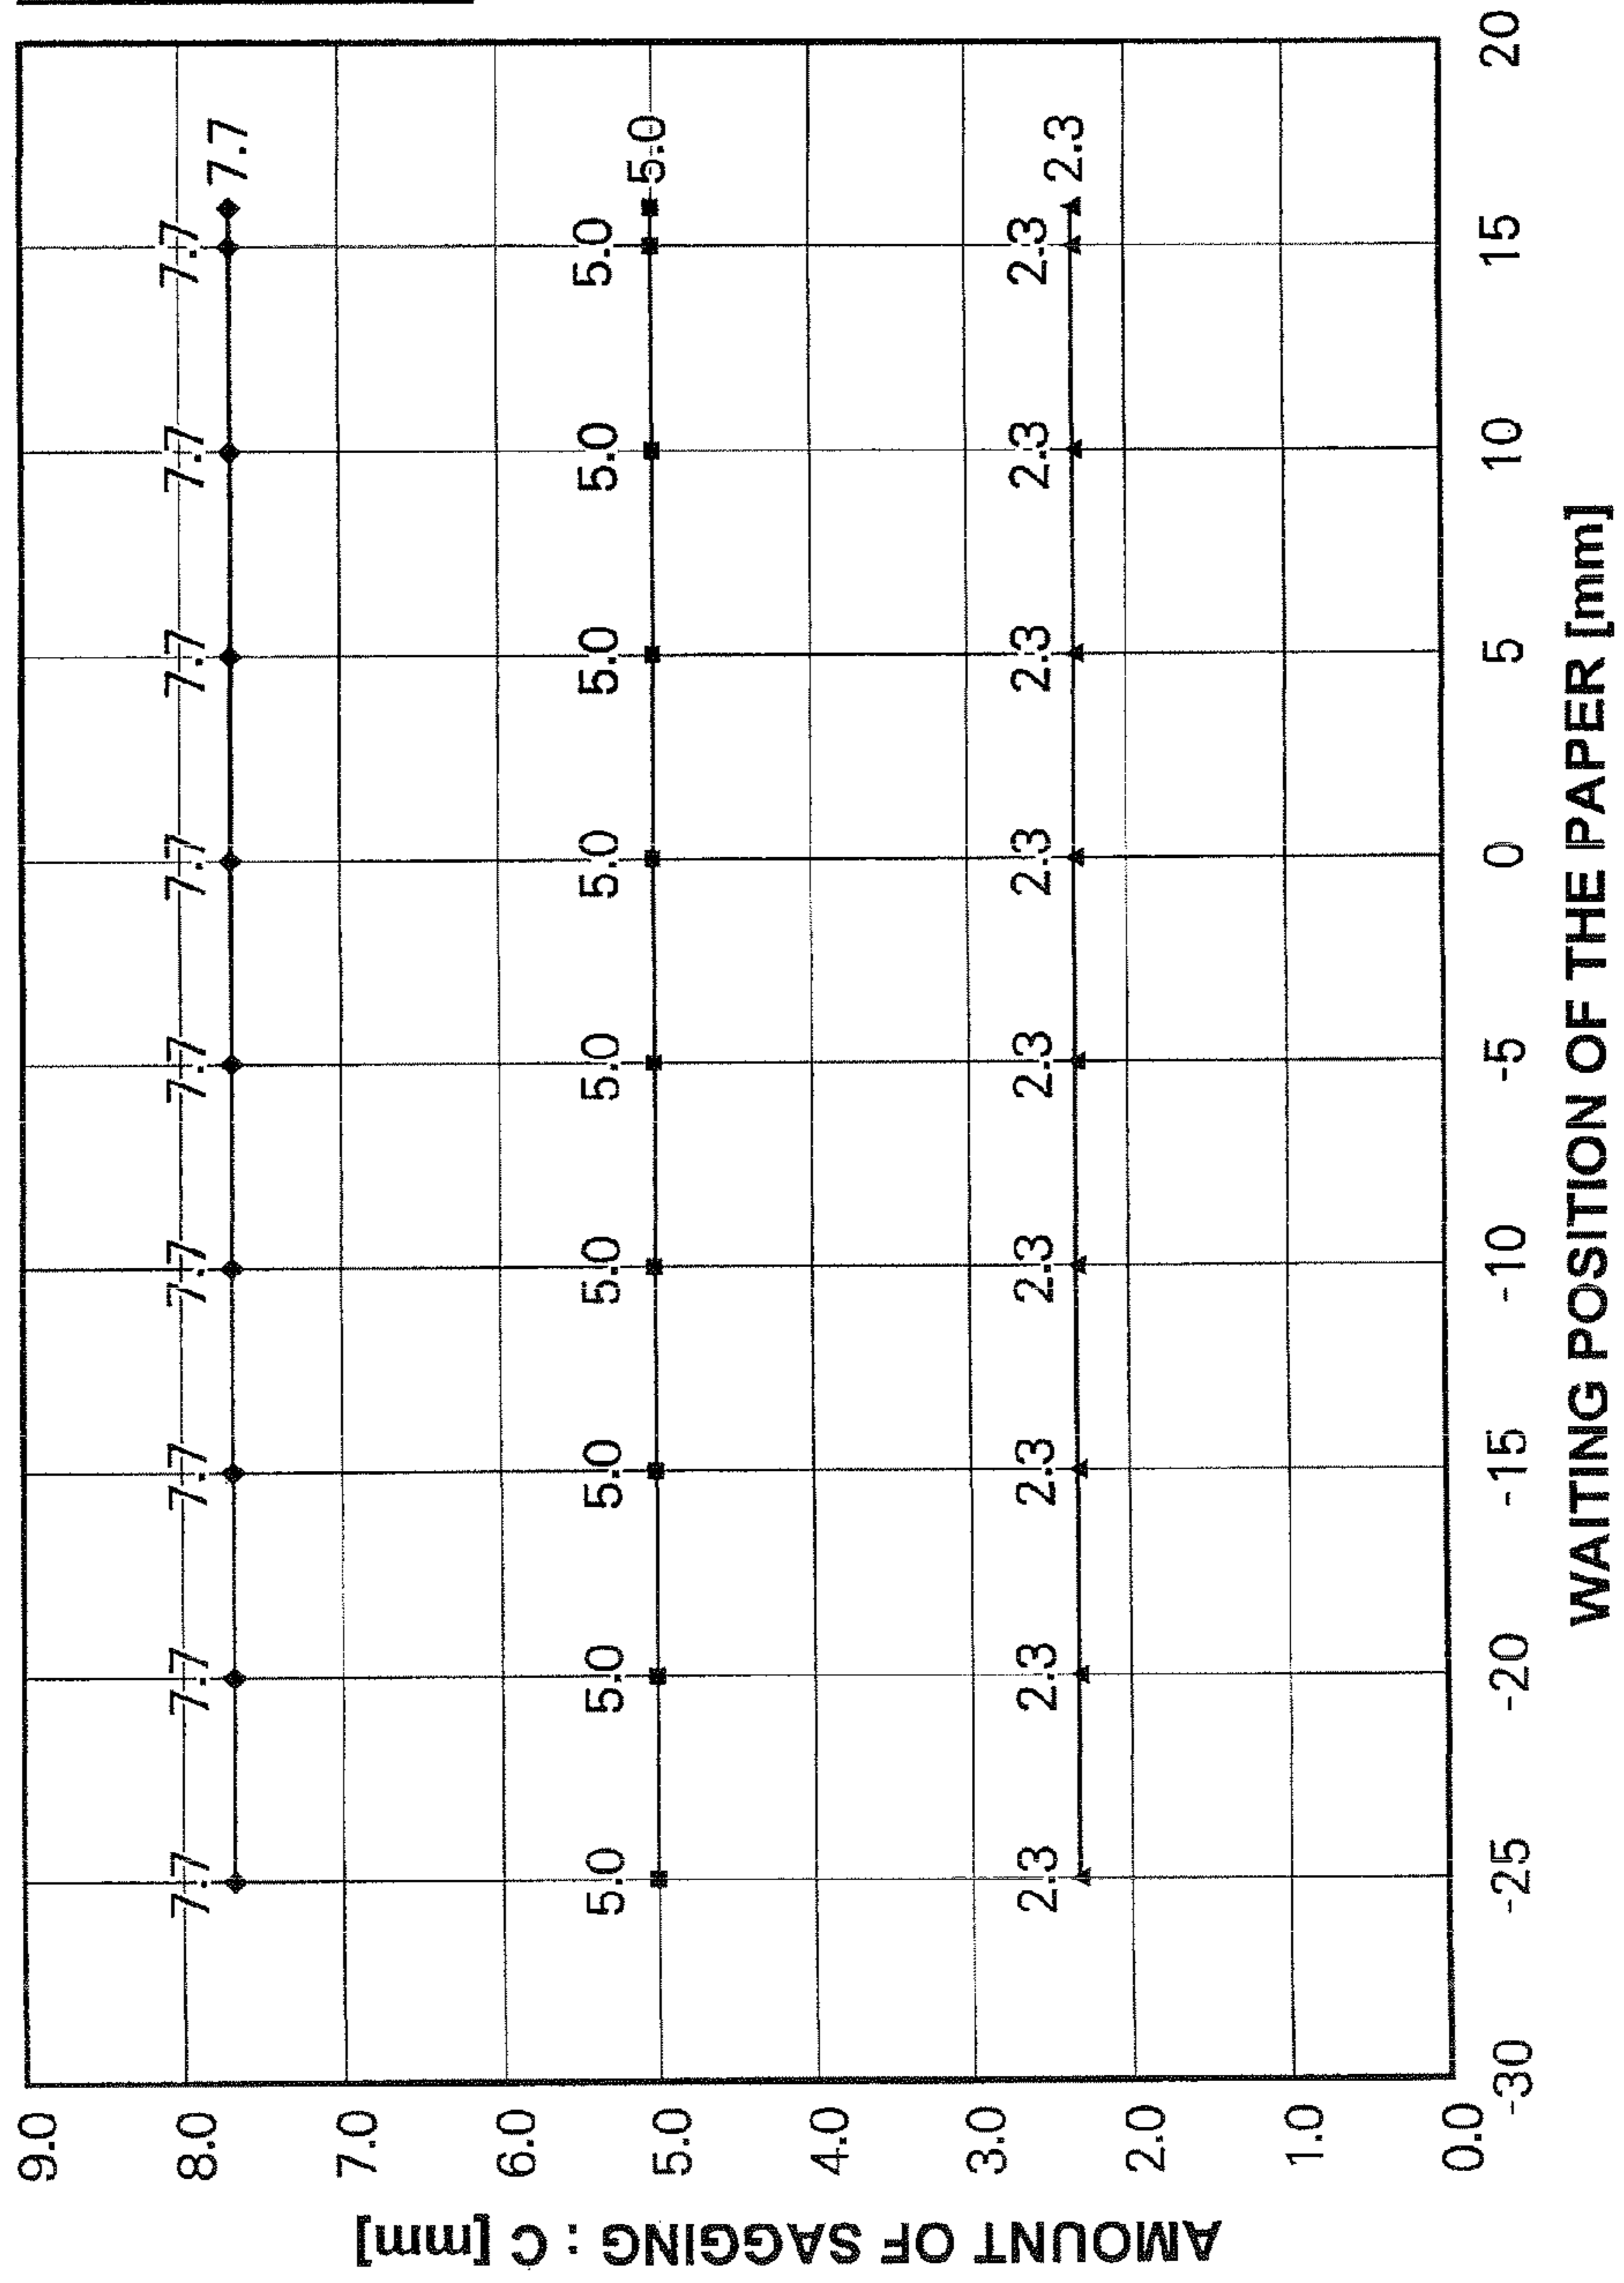 AMOUNT OF SAGGING : C [mm]
9.0
8.0
7.0
6.0
5.0
4.0
3.0
2.0
1.0
0.0
7.7 7.7 7.7 7.7 7.7 7.7 7.7 7.7 7.7 7.7
5.0 5.0 5.0 5.0 5.0 5.0 5.0 5.0 5.0 5.0
2.3 2.3 2.3 2.3 2.3 2.3 2.3 2.3 2.3 2.3
-30 -25 -20 -15 -10 -5 0 5 10 15 20
WAITING POSITION OF THE PAPER [mm]